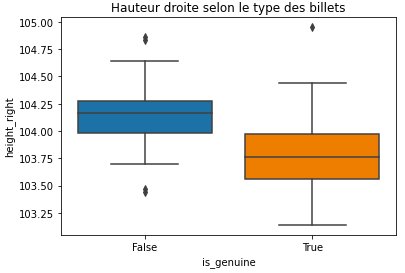 Hauteur droite selon le type des billets
105.00
104.75
104.50
104.25
104.00
103.75
103.50
103.25
height_right
False
True
is_genuine